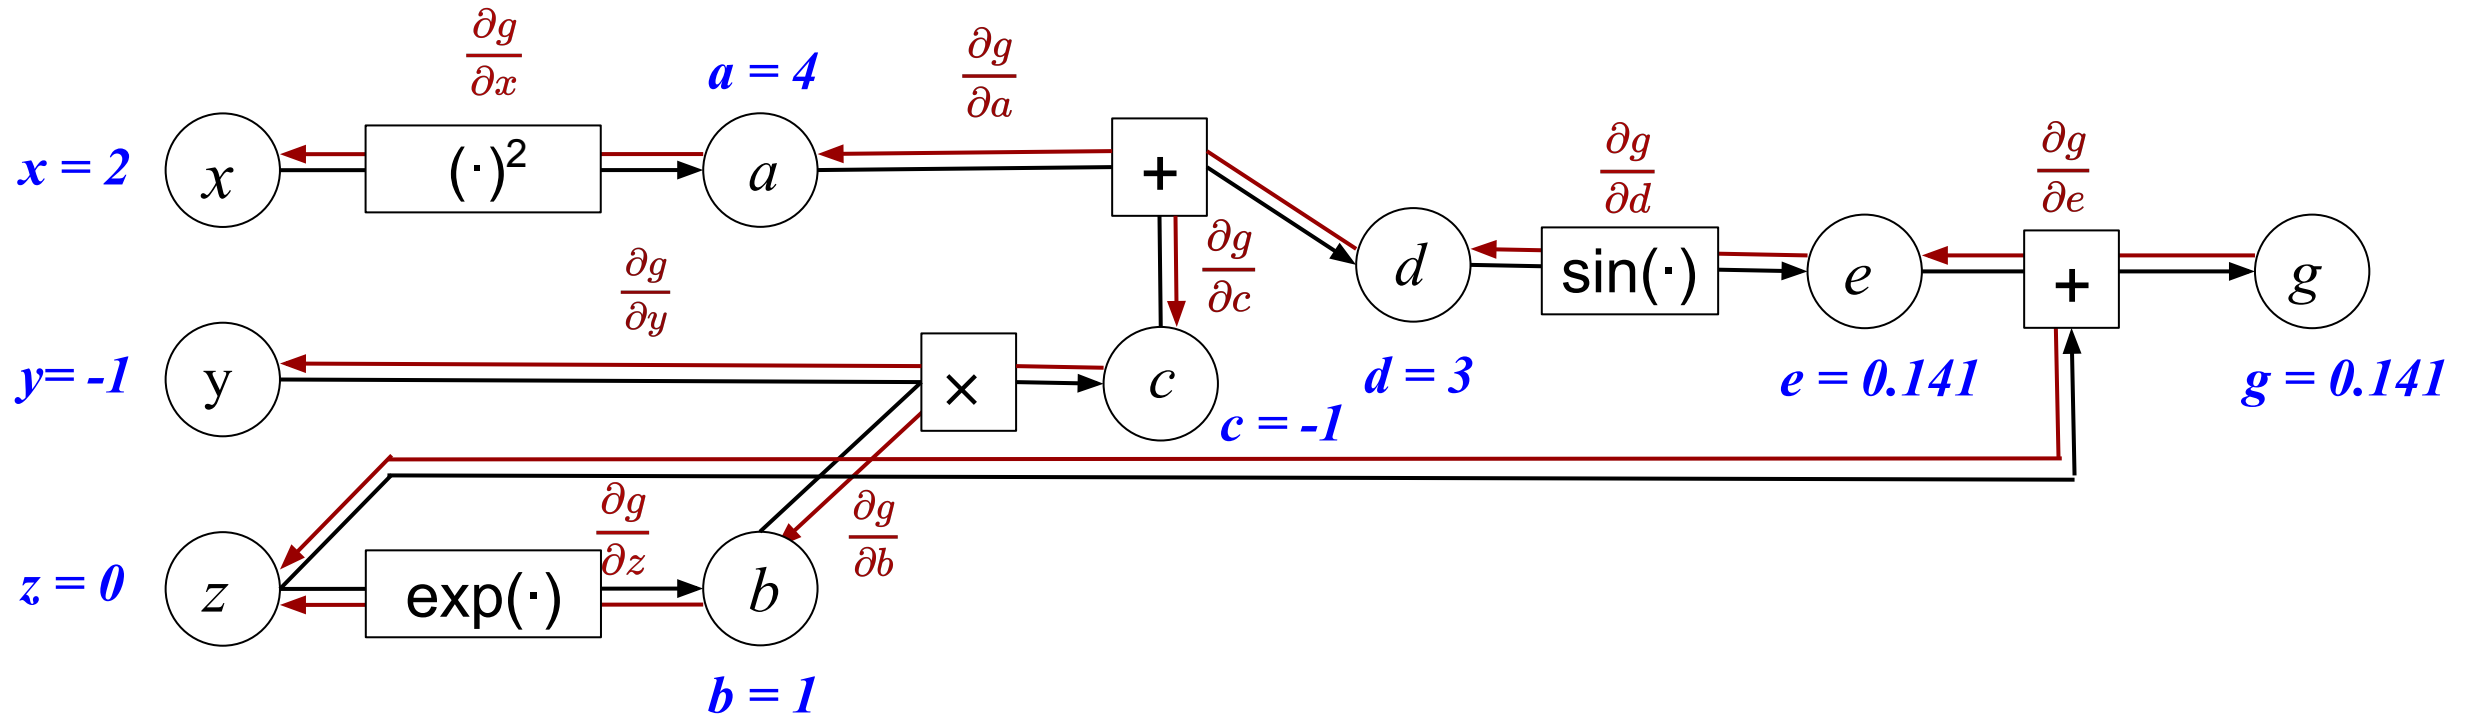 ∂g/∂x
∂g/∂a
a = 4
x = 2
x
(·)²
a
+
∂g/∂d
∂g/∂e
∂g/∂y
∂g/∂c
d
sin(·)
e
+
g
y= -1
y
×
c
c = -1
d = 3
e = 0.141
g = 0.141
∂g/∂z
∂g/∂b
z = 0
z
exp(·)
b
b = 1